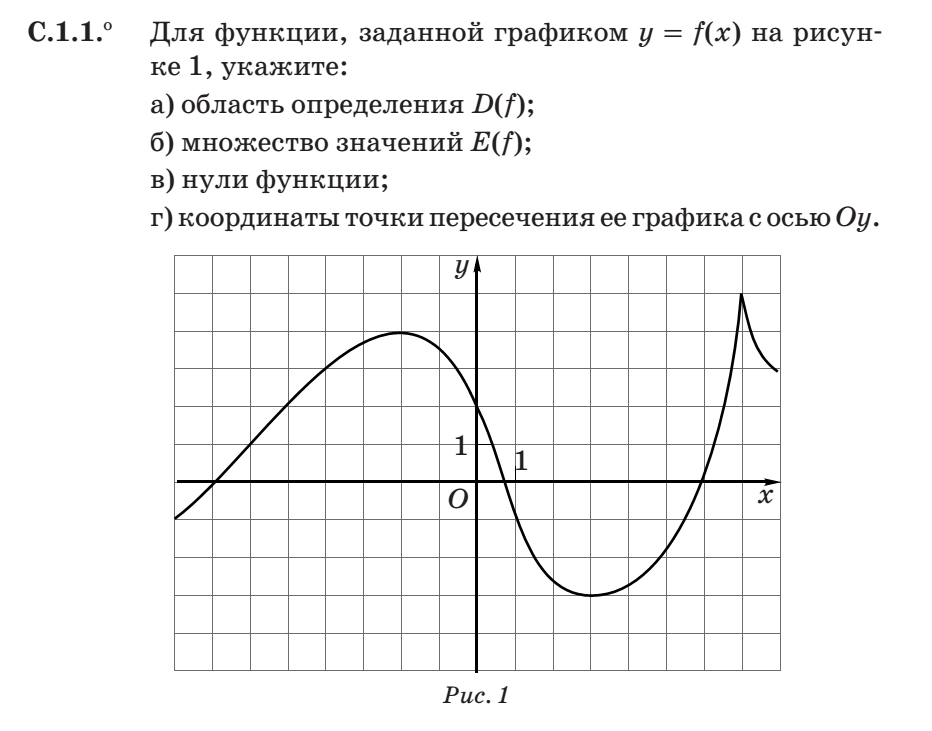 С.1.1.° Для функции, заданной графиком y = f(x) на рисун-
ке 1, укажите:
а) область определения D(f);
б) множество значений E(f);
в) нули функции;
г) координаты точки пересечения ее графика с осью Oy.
y
1
1
O
x
Рис. 1